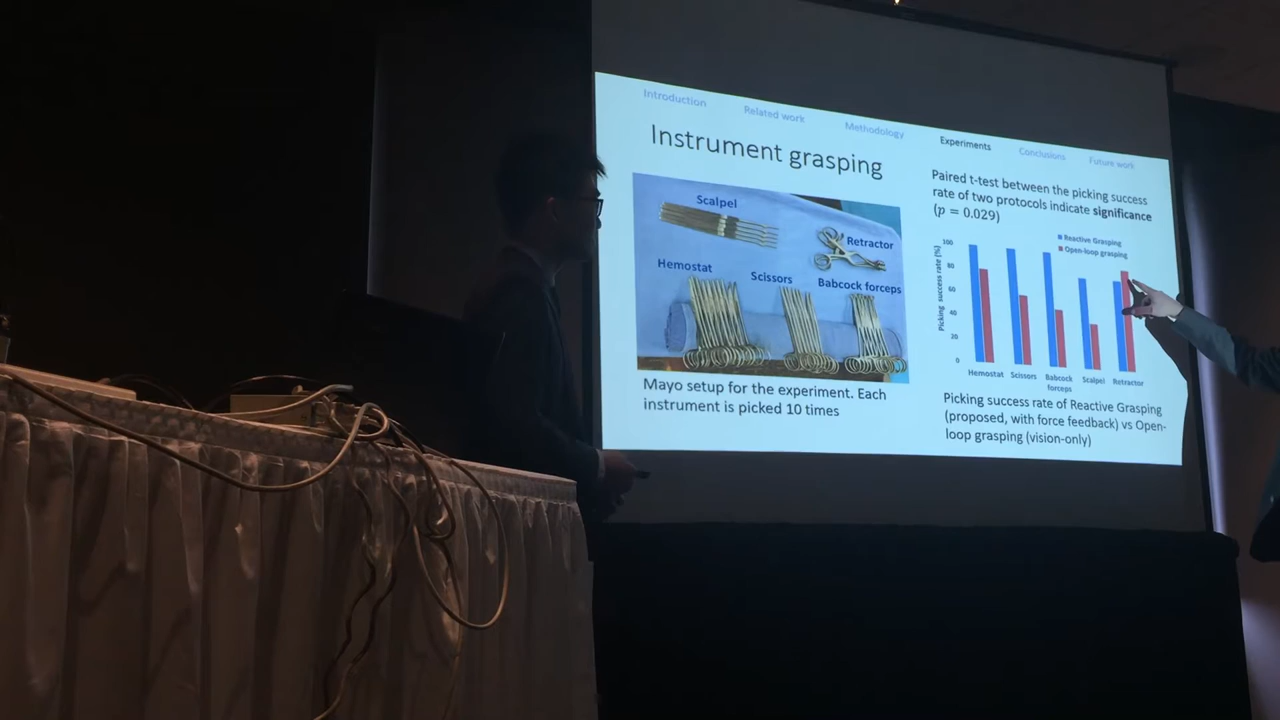 Introduction
Related work
Methodology
Experiments
Conclusions
Future work
Instrument grasping
Scalpel
Retractor
Hemostat
Scissors
Babcock forceps
Mayo setup for the experiment. Each
instrument is picked 10 times
Paired t-test between the picking success
rate of two protocols indicate significance
(p = 0.029)
Reactive Grasping
Open-loop grasping
Picking success rate (%)
100
80
60
40
20
0
Hemostat
Scissors
Babcock
forceps
Scalpel
Retractor
Picking success rate of Reactive Grasping
(proposed, with force feedback) vs Open-
loop grasping (vision-only)